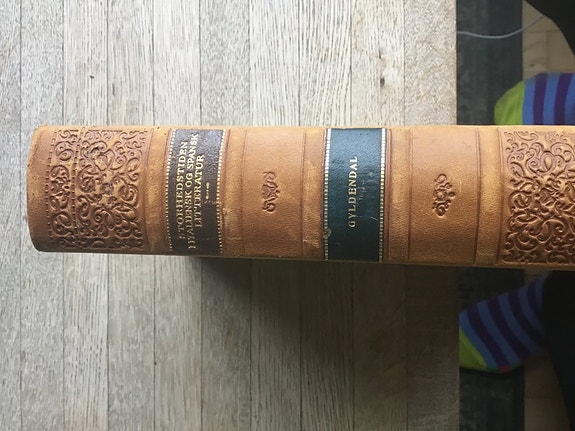 STORHEDSTIDEN
I ITALIENSK OG SPANSK
LITTERATUR
GYLDENDAL